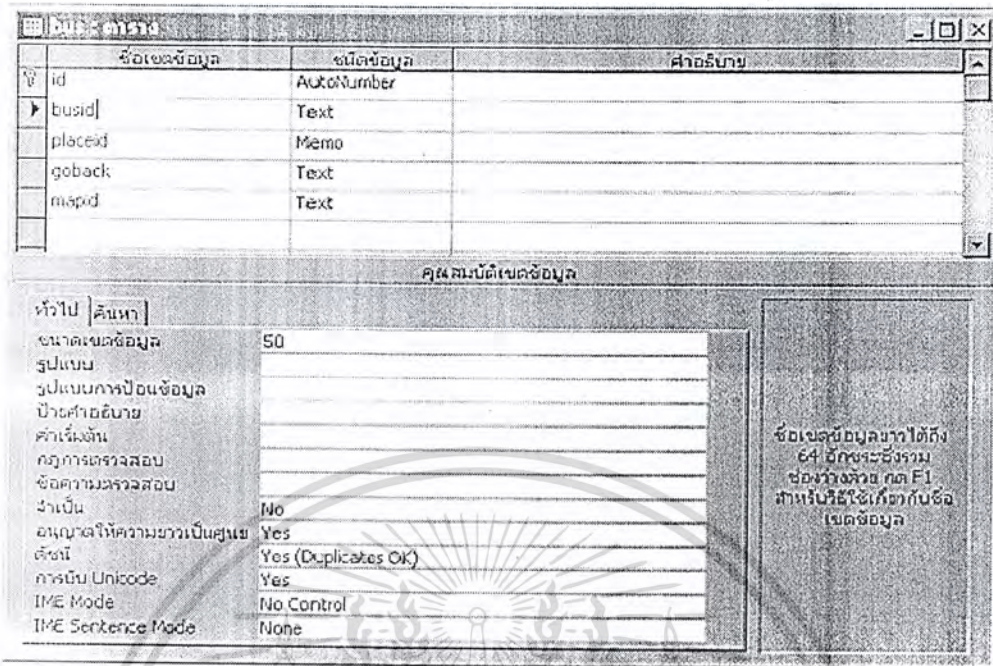 bus : ตาราง
ชื่อเขตข้อมูล ชนิดข้อมูล คำอธิบาย
id AutoNumber
busid Text
placeid Memo
goback Text
mapid Text
คุณสมบัติเขตข้อมูล
ทั่วไป ค้นหา
ขนาดเขตข้อมูล 50
รูปแบบ
รูปแบบการป้อนข้อมูล
ป้ายคำอธิบาย
ค่าเริ่มต้น
กฎการตรวจสอบ
ข้อความตรวจสอบ
จำเป็น No
อนุญาตให้ความยาวเป็นศูนย์ Yes
ดัชนี Yes (Duplicates OK)
การบีบ Unicode Yes
IME Mode No Control
IME Sentence Mode None
ชื่อเขตข้อมูลยาวได้ถึง
64 อักขระซึ่งรวม
ช่องว่างด้วย กด F1
สำหรับวิธีใช้เกี่ยวกับชื่อ
เขตข้อมูล